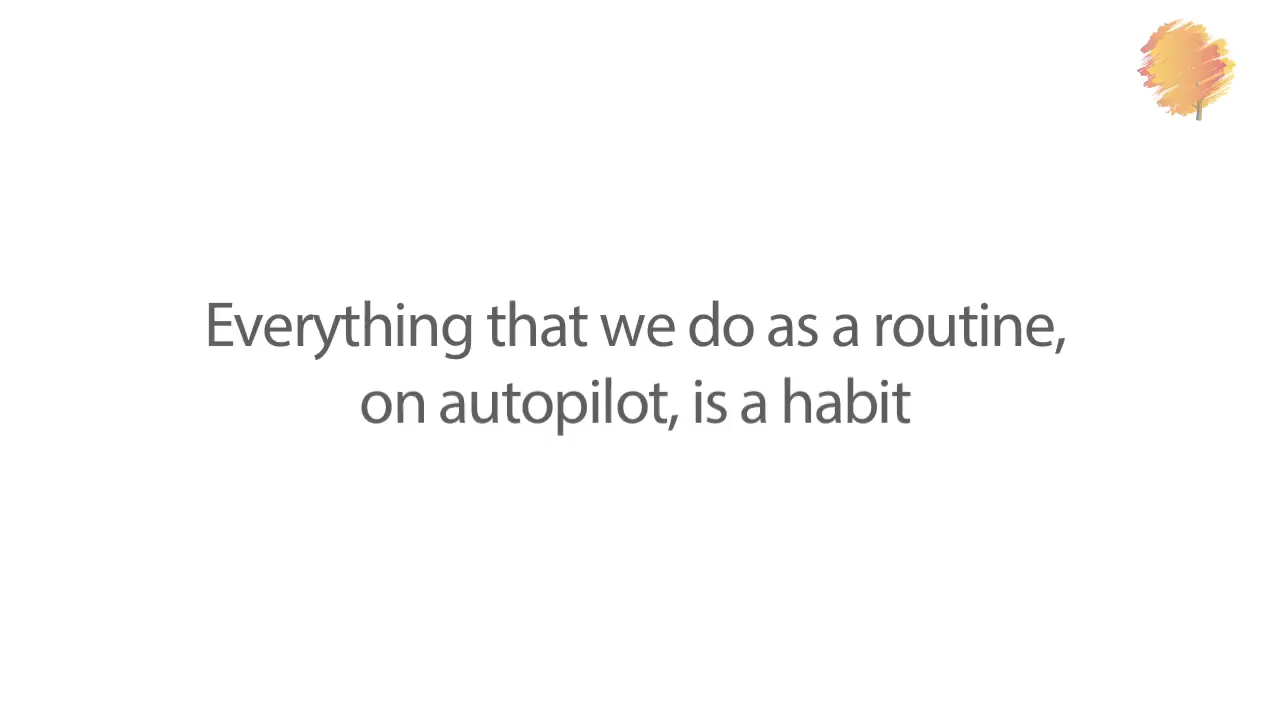 Everything that we do as a routine,
on autopilot, is a habit